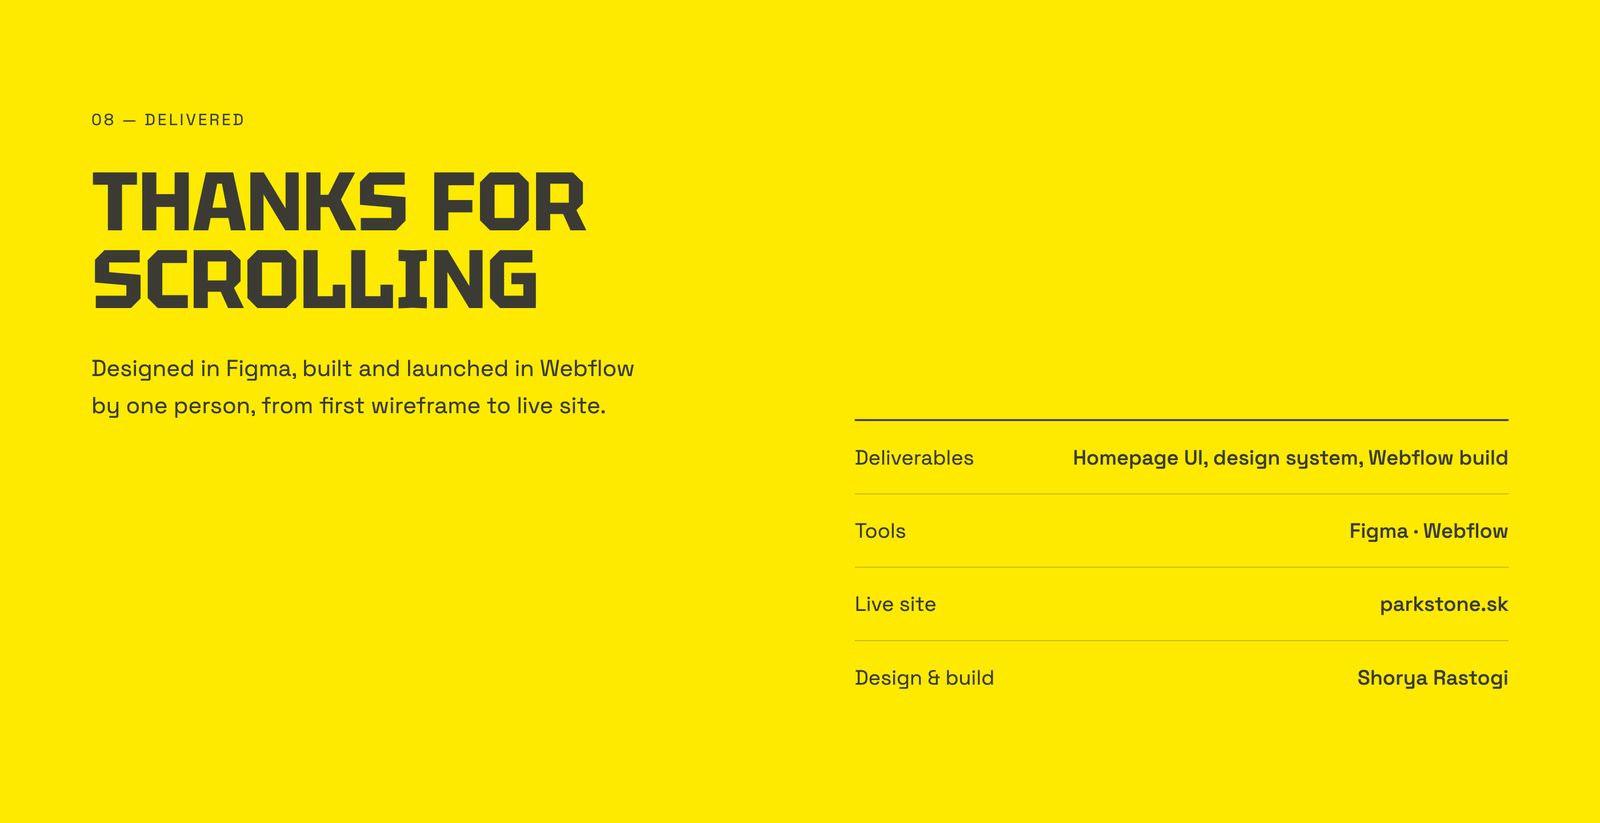 08 — DELIVERED
THANKS FOR
SCROLLING
Designed in Figma, built and launched in Webflow
by one person, from first wireframe to live site.
Deliverables Homepage UI, design system, Webflow build
Tools Figma · Webflow
Live site parkstone.sk
Design & build Shorya Rastogi